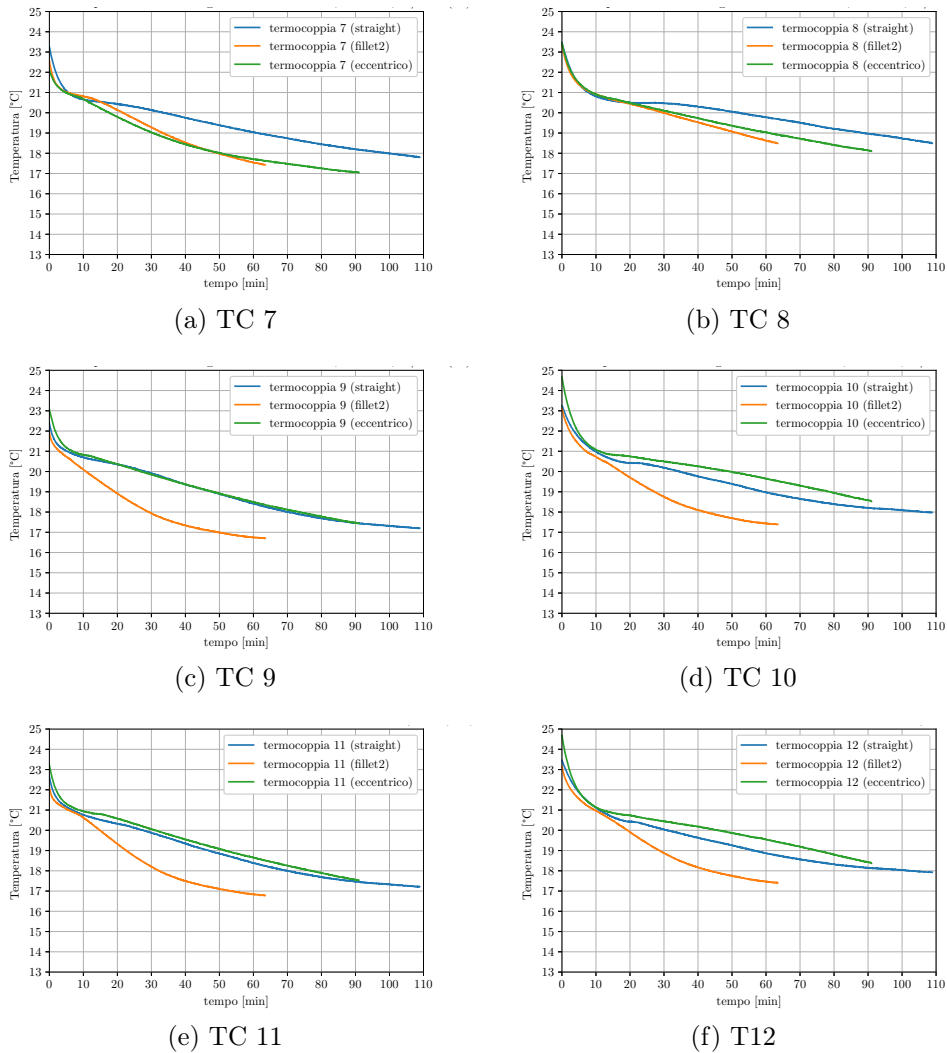 termocoppia 7 (straight)
termocoppia 7 (fillet2)
termocoppia 7 (eccentrico)
Temperatura [°C]
25
24
23
22
21
20
19
18
17
16
15
14
13
0 10 20 30 40 50 60 70 80 90 100 110
tempo [min]
(a) TC 7
termocoppia 8 (straight)
termocoppia 8 (fillet2)
termocoppia 8 (eccentrico)
Temperatura [°C]
25
24
23
22
21
20
19
18
17
16
15
14
13
0 10 20 30 40 50 60 70 80 90 100 110
tempo [min]
(b) TC 8
termocoppia 9 (straight)
termocoppia 9 (fillet2)
termocoppia 9 (eccentrico)
Temperatura [°C]
25
24
23
22
21
20
19
18
17
16
15
14
13
0 10 20 30 40 50 60 70 80 90 100 110
tempo [min]
(c) TC 9
termocoppia 10 (straight)
termocoppia 10 (fillet2)
termocoppia 10 (eccentrico)
Temperatura [°C]
25
24
23
22
21
20
19
18
17
16
15
14
13
0 10 20 30 40 50 60 70 80 90 100 110
tempo [min]
(d) TC 10
termocoppia 11 (straight)
termocoppia 11 (fillet2)
termocoppia 11 (eccentrico)
Temperatura [°C]
25
24
23
22
21
20
19
18
17
16
15
14
13
0 10 20 30 40 50 60 70 80 90 100 110
tempo [min]
(e) TC 11
termocoppia 12 (straight)
termocoppia 12 (fillet2)
termocoppia 12 (eccentrico)
Temperatura [°C]
25
24
23
22
21
20
19
18
17
16
15
14
13
0 10 20 30 40 50 60 70 80 90 100 110
tempo [min]
(f) T12